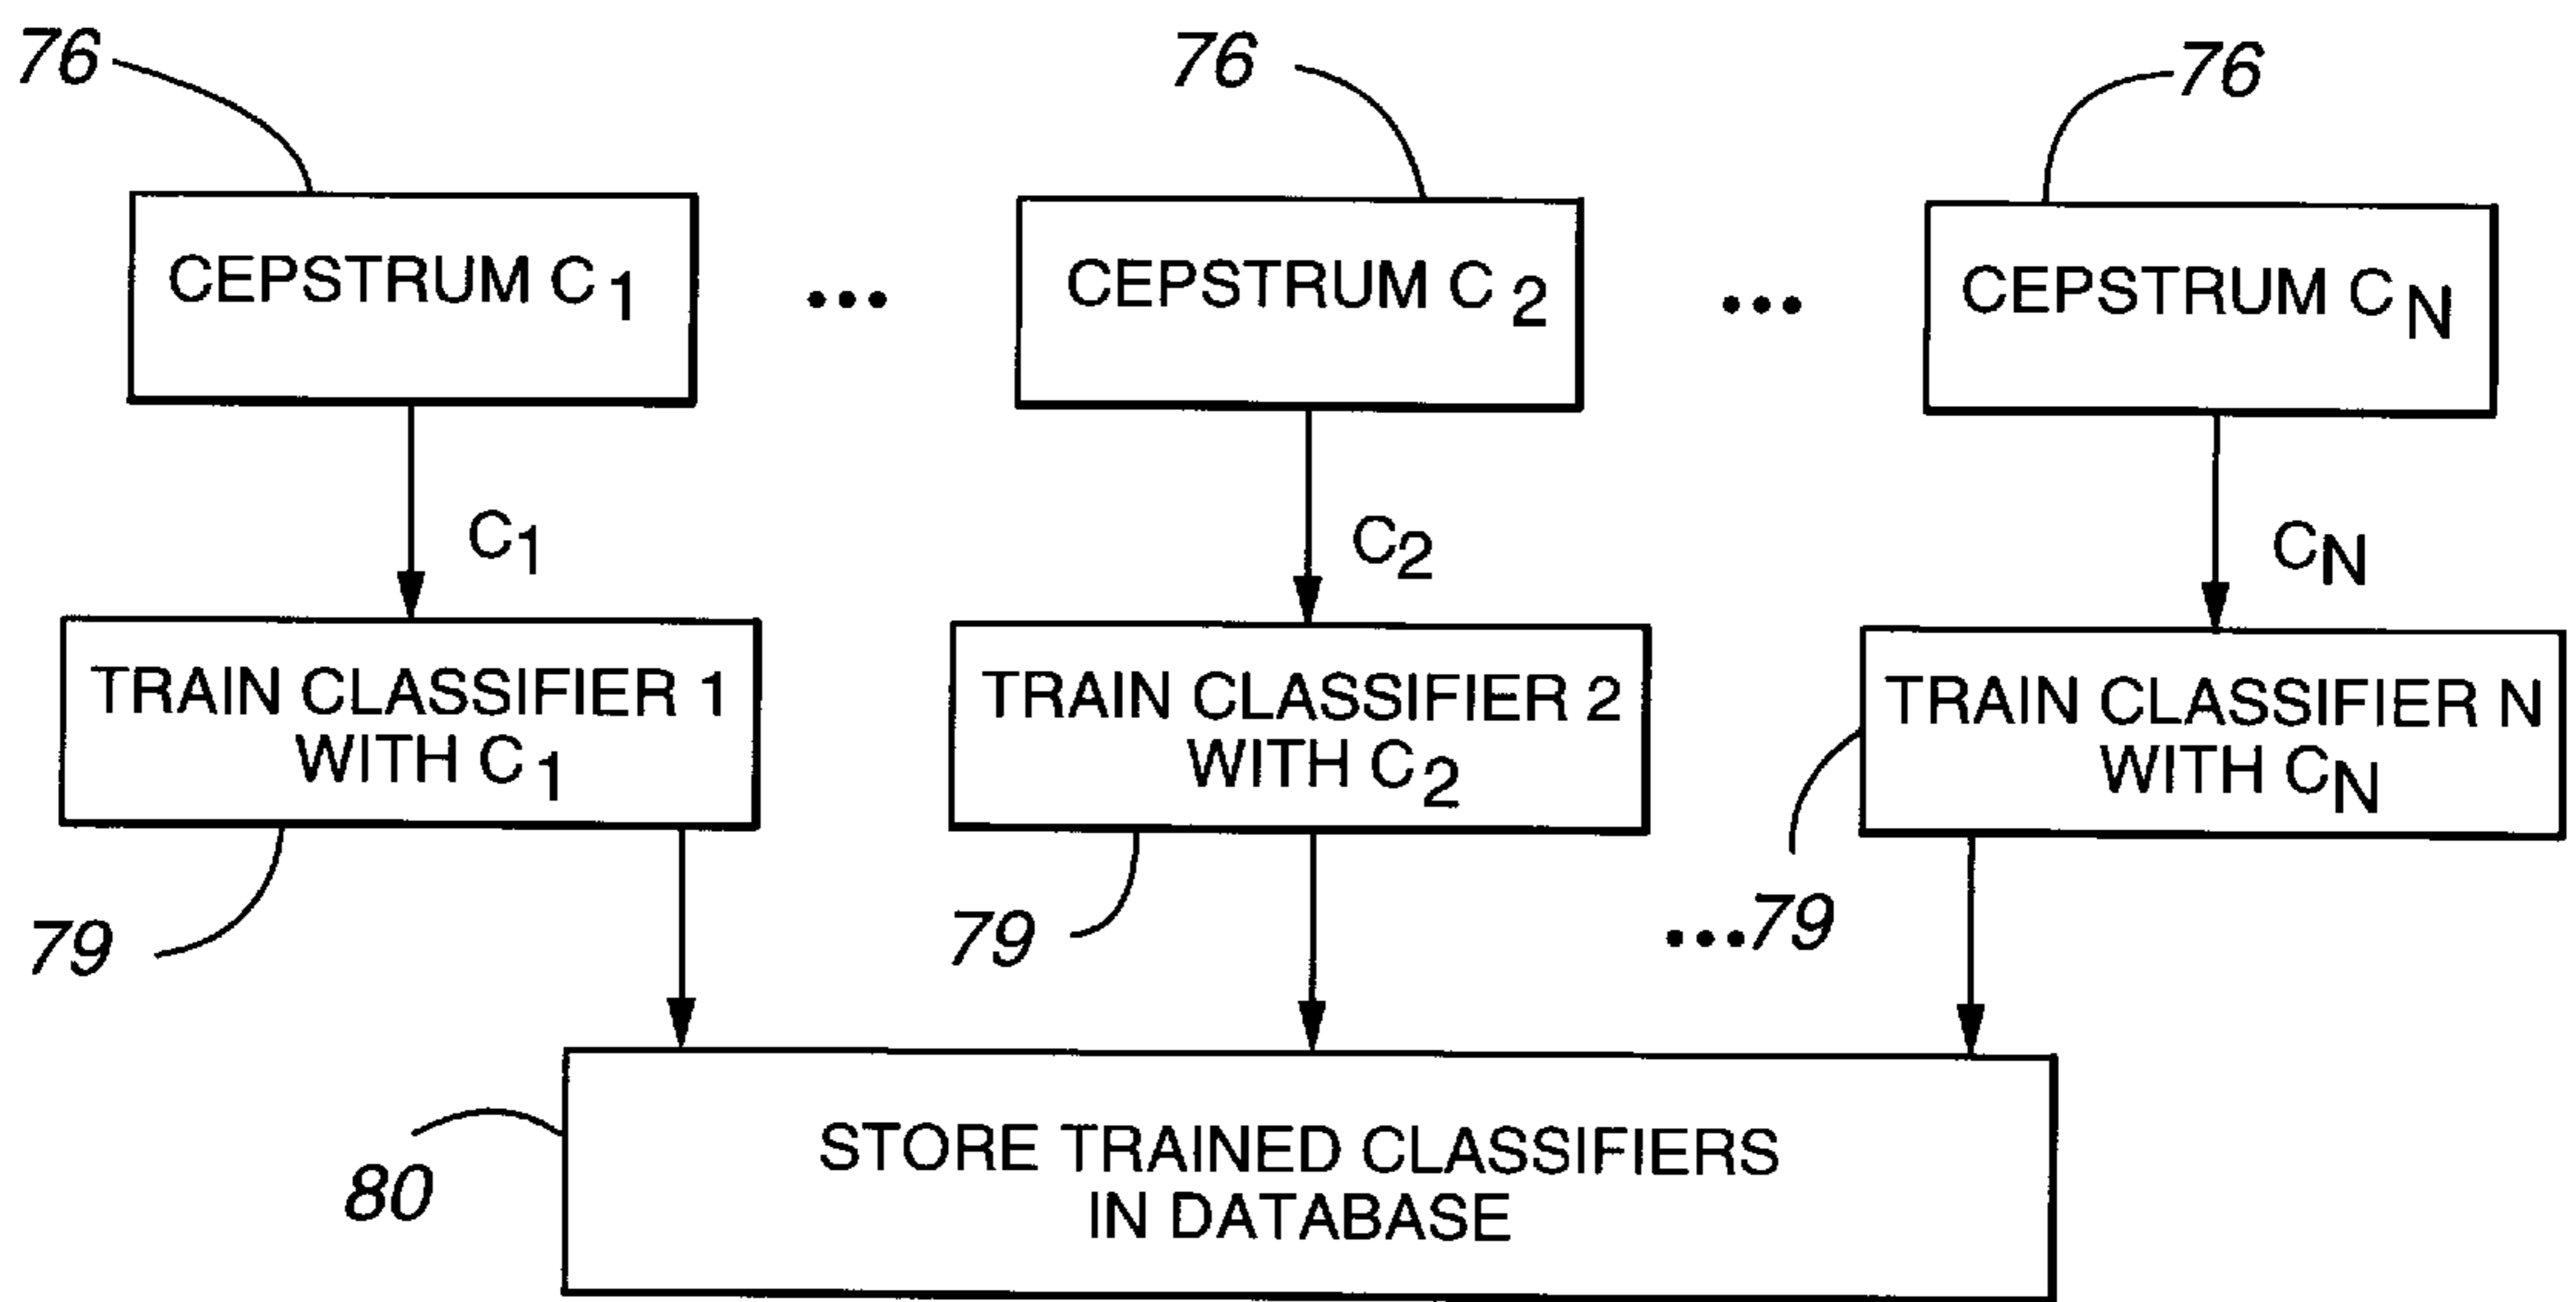 76 76 76
CEPSTRUM C1 ... CEPSTRUM C2 ... CEPSTRUM CN
C1 C2 CN
TRAIN CLASSIFIER 1
WITH C1
TRAIN CLASSIFIER 2
WITH C2
TRAIN CLASSIFIER N
WITH CN
79 79 ...79
80
STORE TRAINED CLASSIFIERS
IN DATABASE